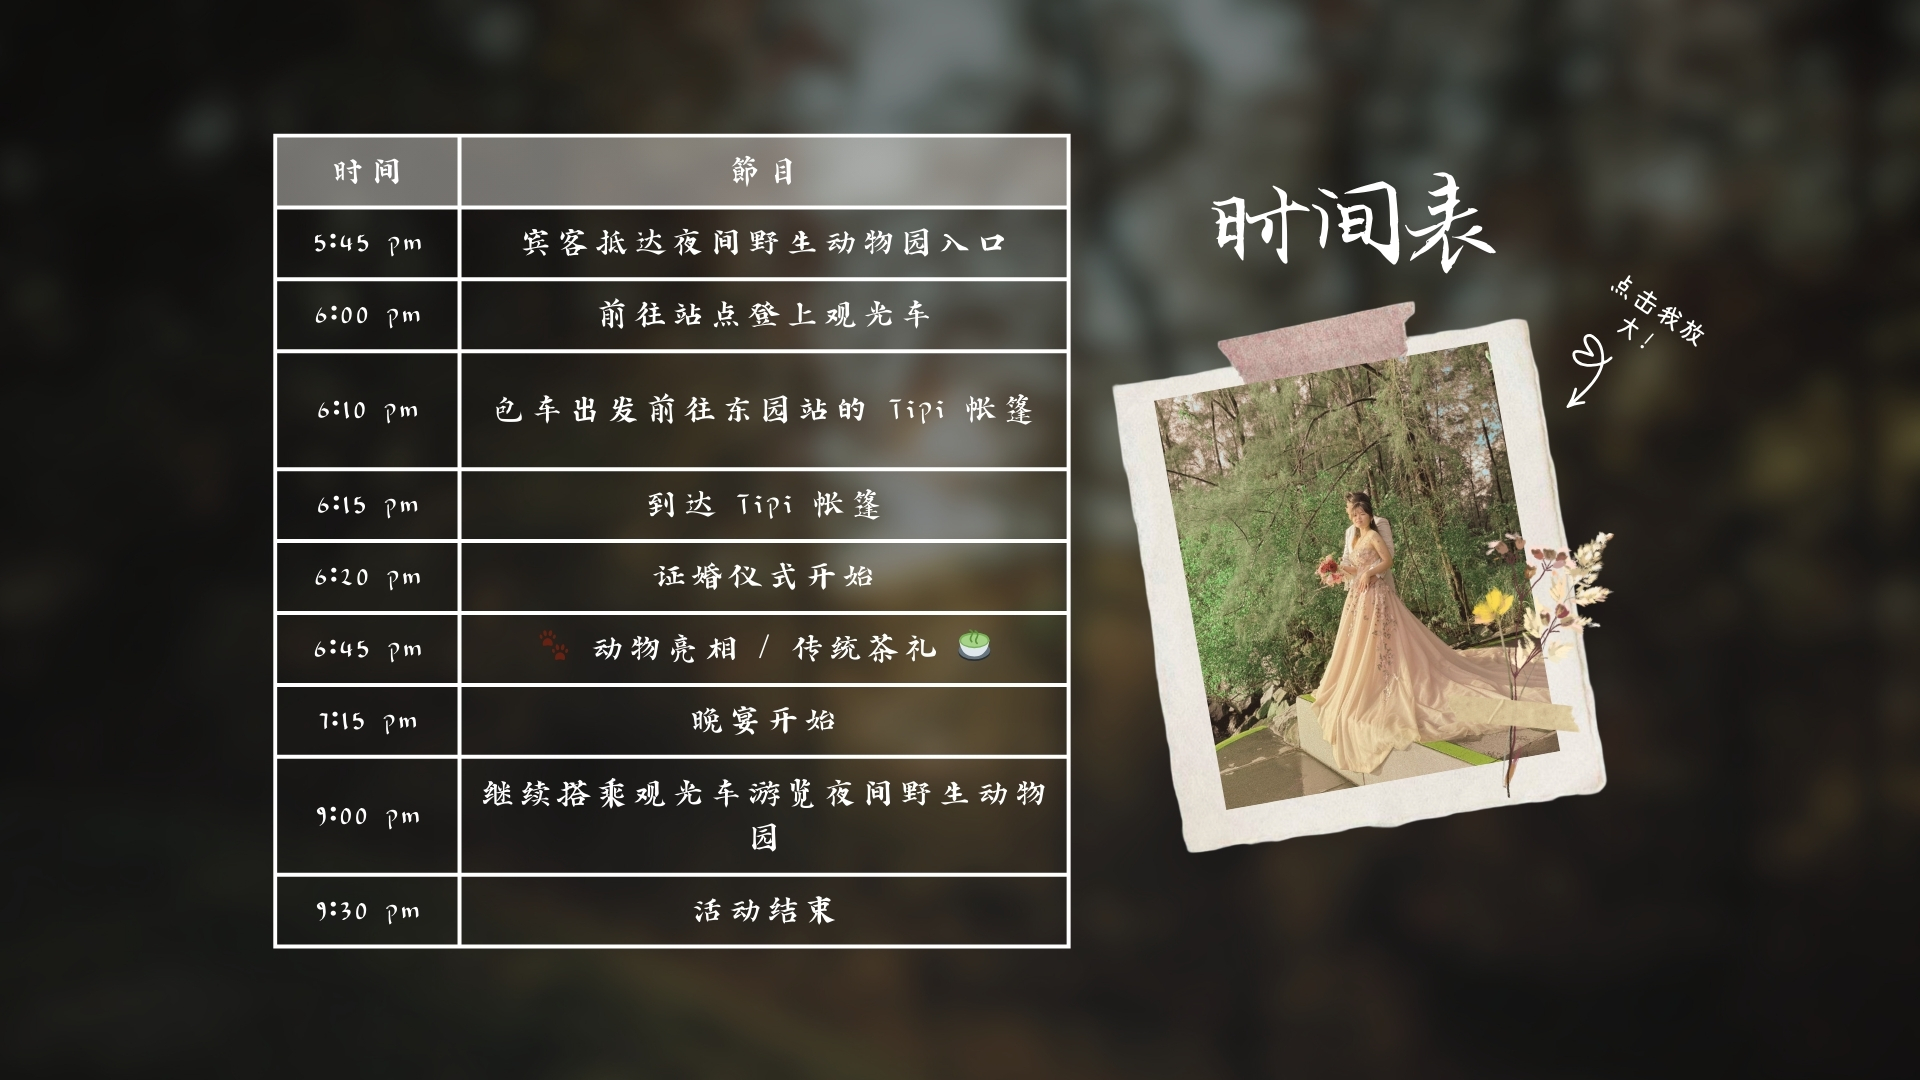 时间表
时间 節目
5:45 pm 宾客抵达夜间野生动物园入口
6:00 pm 前往站点登上观光车
6:10 pm 包车出发前往东园站的 Tipi 帐篷
6:15 pm 到达 Tipi 帐篷
6:20 pm 证婚仪式开始
6:45 pm 🐾 动物亮相 / 传统茶礼 🍵
7:15 pm 晚宴开始
9:00 pm 继续搭乘观光车游览夜间野生动物
园
9:30 pm 活动结束
点击我放
大！